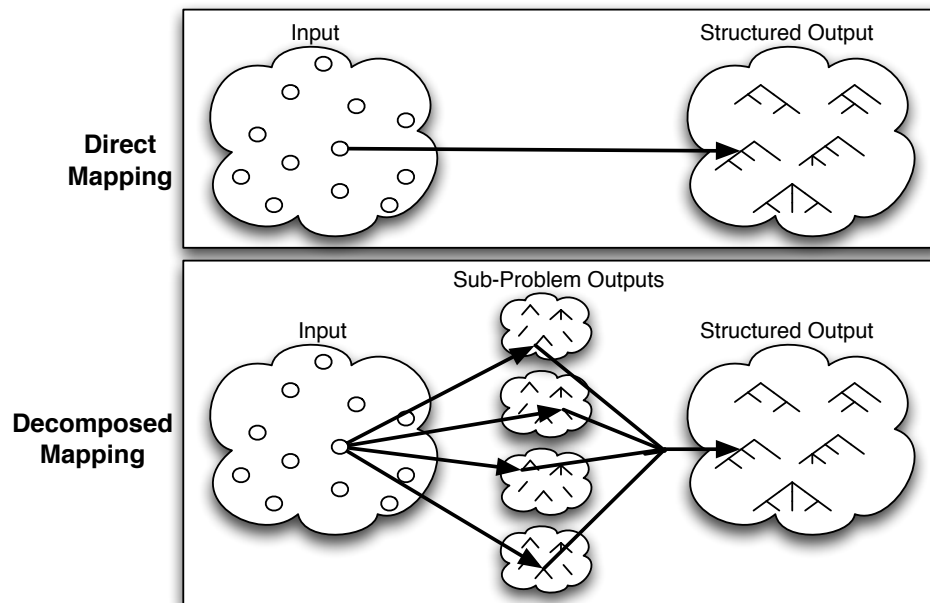 Input
Structured Output
Direct
Mapping
Sub-Problem Outputs
Input
Structured Output
Decomposed
Mapping